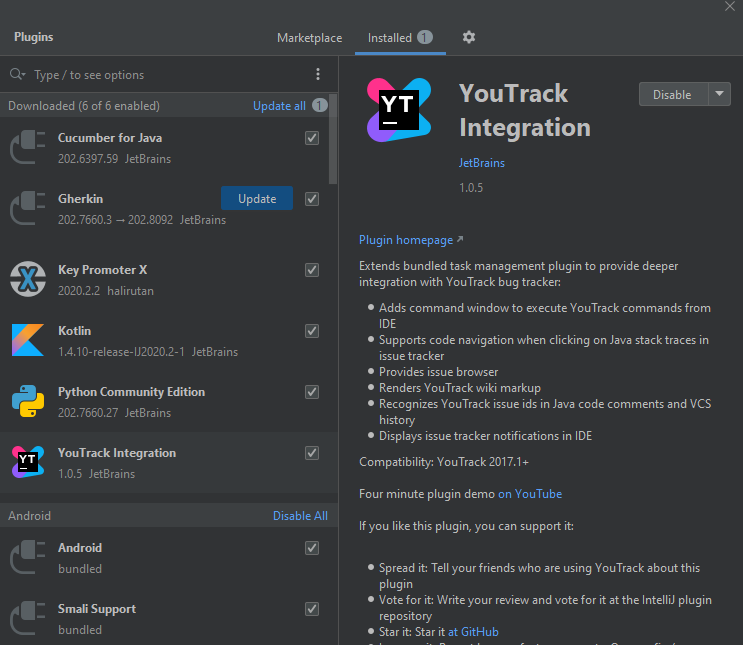 Plugins
Marketplace
Installed 1
Type / to see options
Downloaded (6 of 6 enabled)
Update all 1
Cucumber for Java
202.6397.59 JetBrains
Gherkin
Update
202.7660.3 → 202.8092 JetBrains
Key Promoter X
2020.2.2 halirutan
Kotlin
1.4.10-release-IJ2020.2-1 JetBrains
Python Community Edition
202.7660.27 JetBrains
YT
YouTrack Integration
1.0.5 JetBrains
Android
Disable All
Android
bundled
Smali Support
bundled
YT
YouTrack
Integration
Disable
JetBrains
1.0.5
Plugin homepage
Extends bundled task management plugin to provide deeper
integration with YouTrack bug tracker:
Adds command window to execute YouTrack commands from
IDE
Supports code navigation when clicking on Java stack traces in
issue tracker
Provides issue browser
Renders YouTrack wiki markup
Recognizes YouTrack issue ids in Java code comments and VCS
history
Displays issue tracker notifications in IDE
Compatibility: YouTrack 2017.1+
Four minute plugin demo on YouTube
If you like this plugin, you can support it:
Spread it: Tell your friends who are using YouTrack about this
plugin
Vote for it: Write your review and vote for it at the IntelliJ plugin
repository
Star it: Star it at GitHub